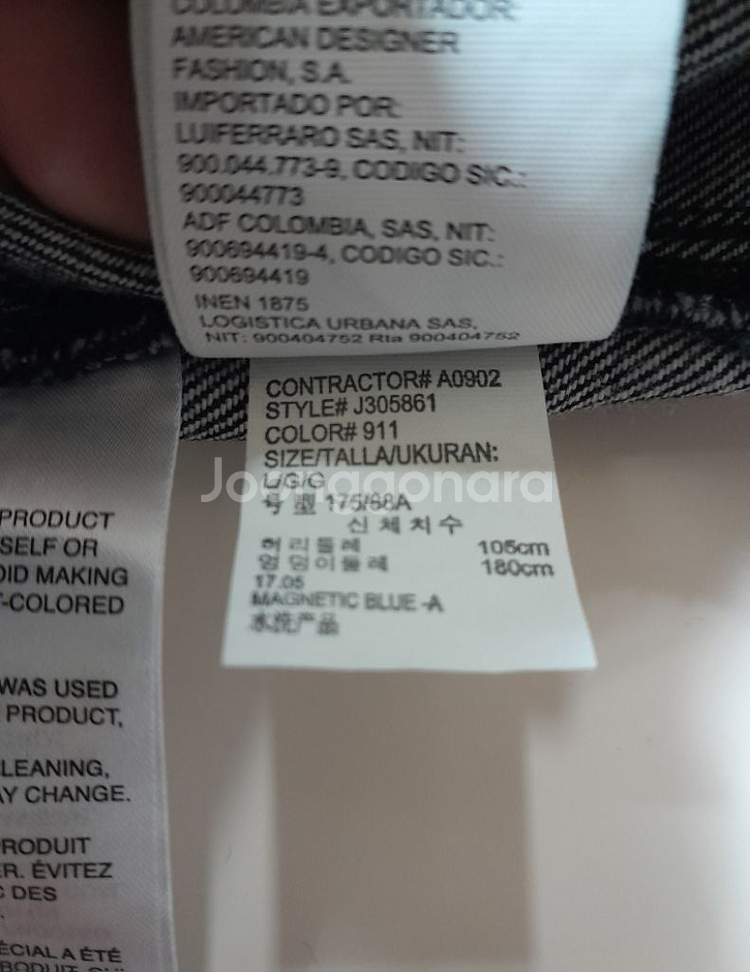 COLOMBIA EXPORTADOR:
AMERICAN DESIGNER
FASHION, S.A.
IMPORTADO POR:
LUIFERRARO SAS, NIT:
900.044.773-9, CODIGO SIC.:
900044773
ADF COLOMBIA, SAS, NIT:
900694419-4, CODIGO SIC.:
900694419
INEN 1875
LOGISTICA URBANA SAS,
NIT: 900404752 Rta 900404752
CONTRACTOR# A0902
STYLE# J305861
COLOR# 911
SIZE/TALLA/UKURAN:
L/G/G
Joonggonara
号 型 175/88A
신 체 치 수
허 리 둘 레 105cm
엉 덩 이 둘 레 180cm
17.05
MAGNETIC BLUE -A
水洗产品
PRODUCT
SELF OR
OID MAKING
T-COLORED
WAS USED
PRODUCT,
LEANING,
AY CHANGE.
RODUIT
ER. ÉVITEZ
C DES
ÉCIAL A ÉTÉ